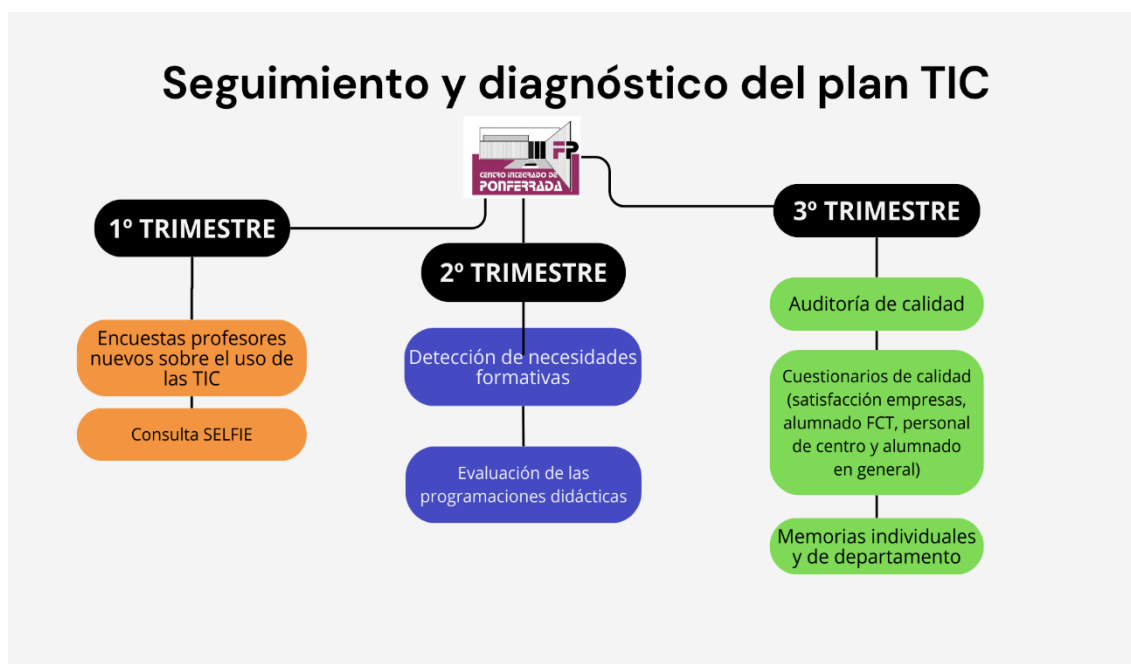 Seguimiento y diagnóstico del plan TIC
FP
CENTRO INTEGRADO DE
PONFERRADA
1º TRIMESTRE
Encuestas profesores
nuevos sobre el uso de
las TIC
Consulta SELFIE
2º TRIMESTRE
Detección de necesidades
formativas
Evaluación de las
programaciones didácticas
3º TRIMESTRE
Auditoría de calidad
Cuestionarios de calidad
(satisfacción empresas,
alumnado FCT, personal
de centro y alumnado
en general)
Memorias individuales
y de departamento